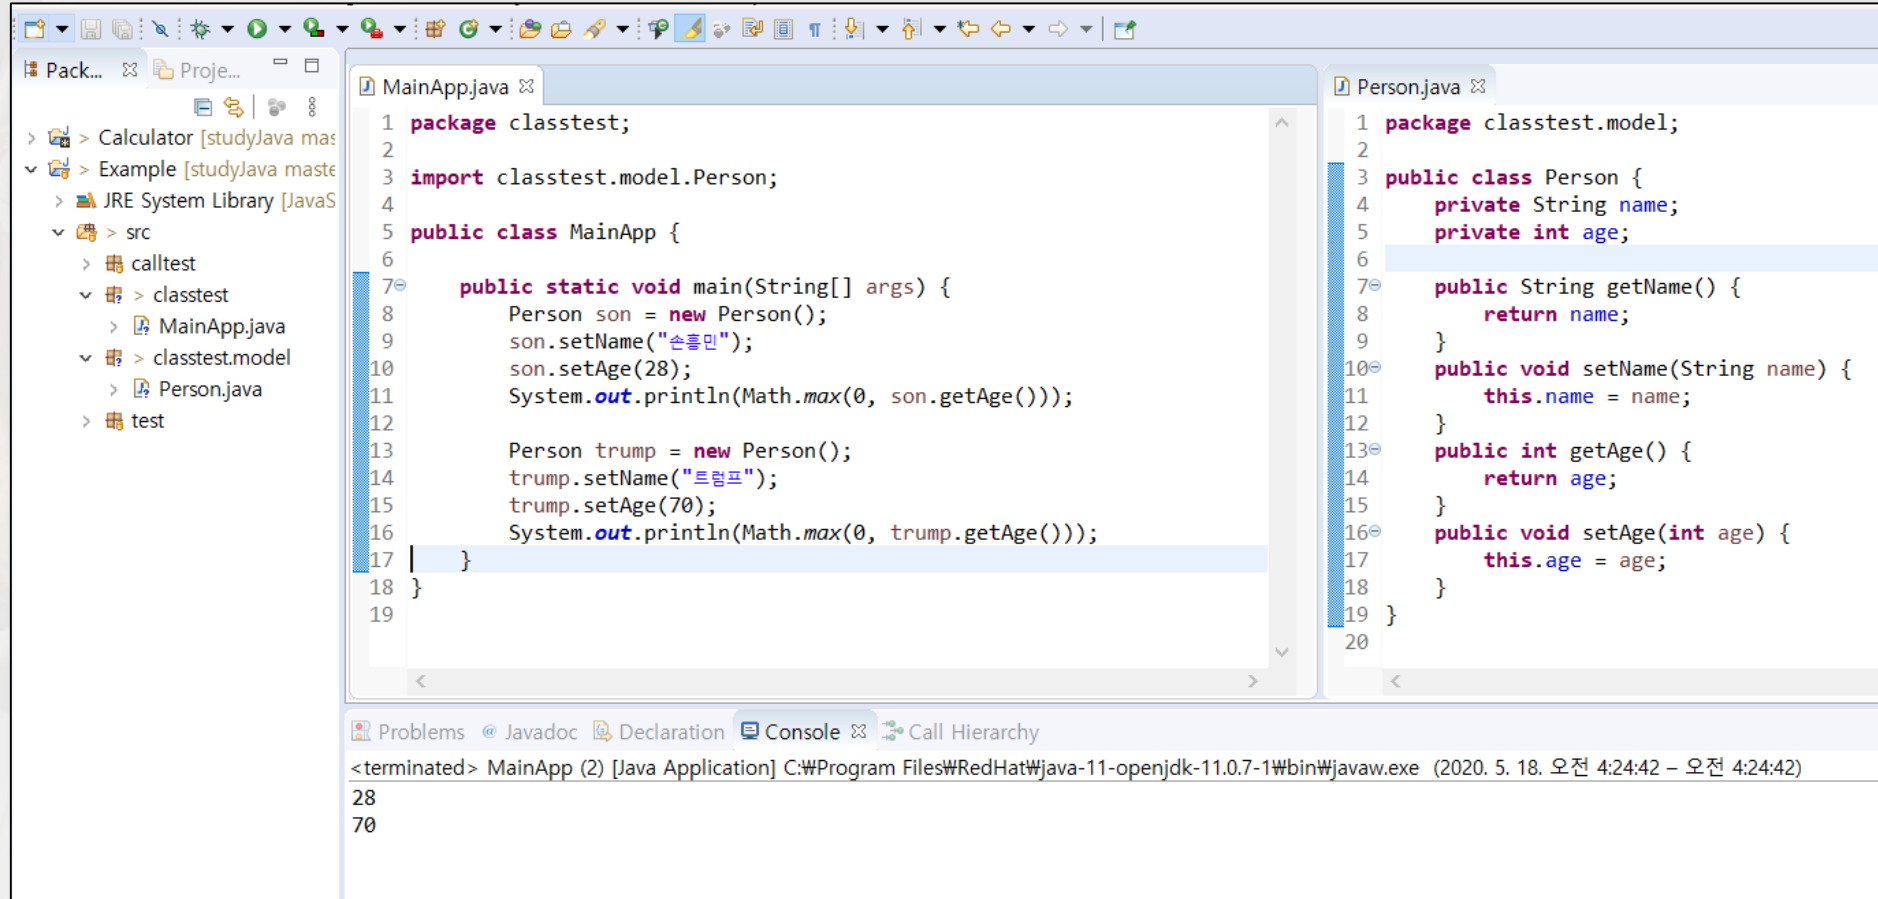 Pack...
Proje...
> Calculator [studyJava mas
> Example [studyJava maste
JRE System Library [JavaS
> src
calltest
> classtest
MainApp.java
> classtest.model
Person.java
test
MainApp.java
1 package classtest;
2
3 import classtest.model.Person;
4
5 public class MainApp {
6
7 public static void main(String[] args) {
8 Person son = new Person();
9 son.setName("손흥민");
10 son.setAge(28);
11 System.out.println(Math.max(0, son.getAge()));
12
13 Person trump = new Person();
14 trump.setName("트럼프");
15 trump.setAge(70);
16 System.out.println(Math.max(0, trump.getAge()));
17 }
18 }
19
Person.java
1 package classtest.model;
2
3 public class Person {
4 private String name;
5 private int age;
6
7 public String getName() {
8 return name;
9 }
10 public void setName(String name) {
11 this.name = name;
12 }
13 public int getAge() {
14 return age;
15 }
16 public void setAge(int age) {
17 this.age = age;
18 }
19 }
20
Problems @ Javadoc Declaration Console Call Hierarchy
<terminated> MainApp (2) [Java Application] C:₩Program Files₩RedHat₩java-11-openjdk-11.0.7-1₩bin₩javaw.exe (2020. 5. 18. 오전 4:24:42 – 오전 4:24:42)
28
70